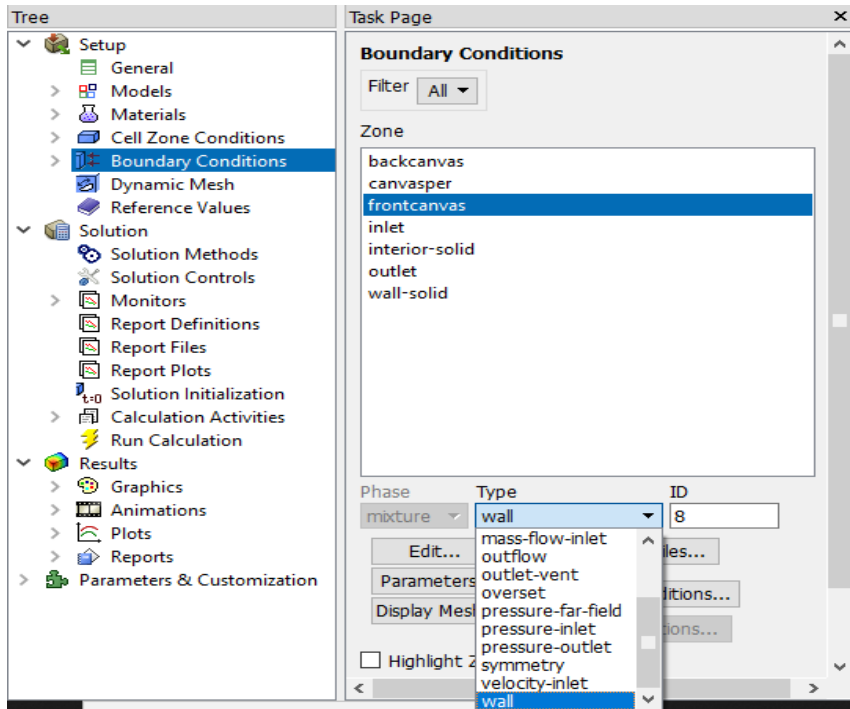 Tree
Setup
General
Models
Materials
Cell Zone Conditions
Boundary Conditions
Dynamic Mesh
Reference Values
Solution
Solution Methods
Solution Controls
Monitors
Report Definitions
Report Files
Report Plots
t=0 Solution Initialization
Calculation Activities
Run Calculation
Results
Graphics
Animations
Plots
Reports
Parameters & Customization
Task Page
Boundary Conditions
Filter All
Zone
backcanvas
canvasper
frontcanvas
inlet
interior-solid
outlet
wall-solid
Phase Type ID
mixture wall 8
Edit...
Parameters
Display Mes
Highlight
mass-flow-inlet
outflow
outlet-vent
overset
pressure-far-field
pressure-inlet
pressure-outlet
symmetry
velocity-inlet
wall
iles...
ditions...
ions...